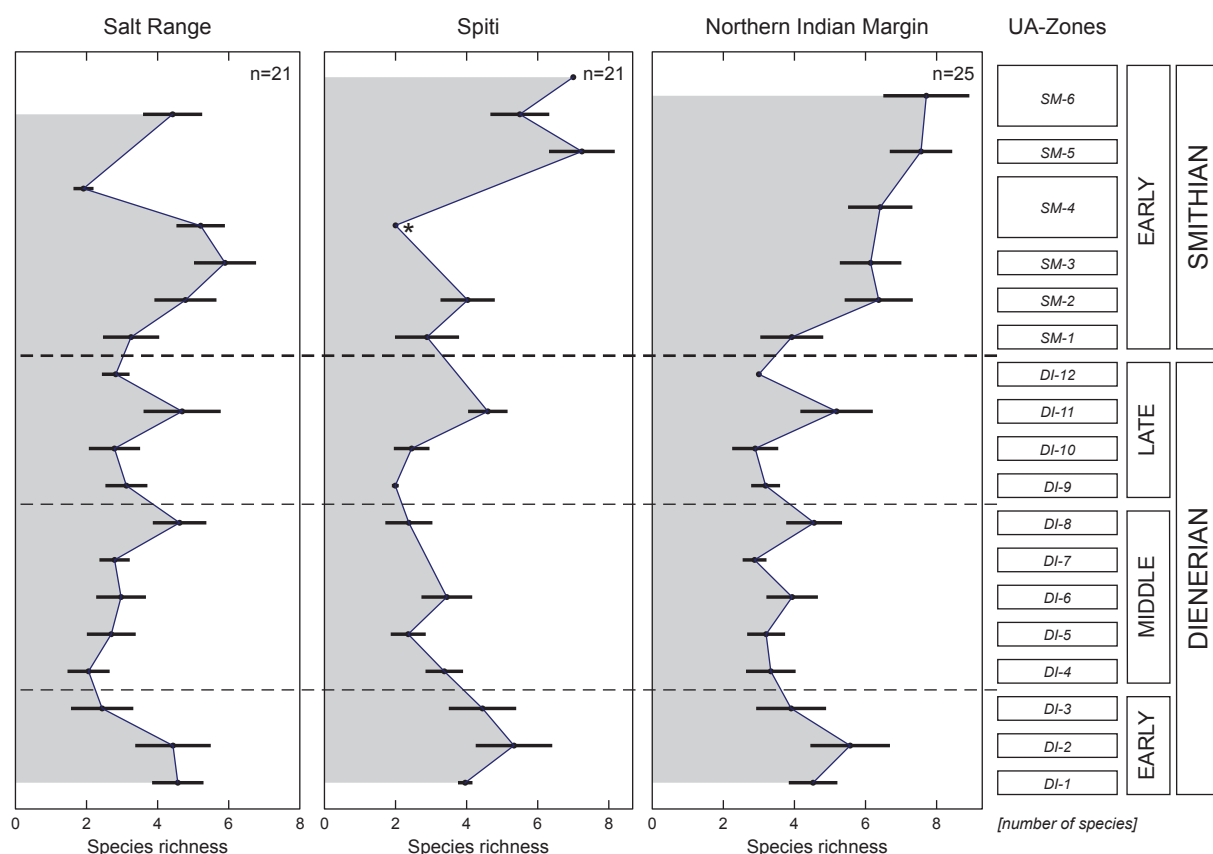 Salt Range
Spiti
Northern Indian Margin
UA-Zones
n=21
n=21
n=25
*
SM-6
SM-5
SM-4
SM-3
SM-2
SM-1
DI-12
DI-11
DI-10
DI-9
DI-8
DI-7
DI-6
DI-5
DI-4
DI-3
DI-2
DI-1
EARLY
LATE
MIDDLE
EARLY
SMITHIAN
DIENERIAN
0 2 4 6 8
0 2 4 6 8
0 2 4 6 8
Species richness
Species richness
Species richness
[number of species]